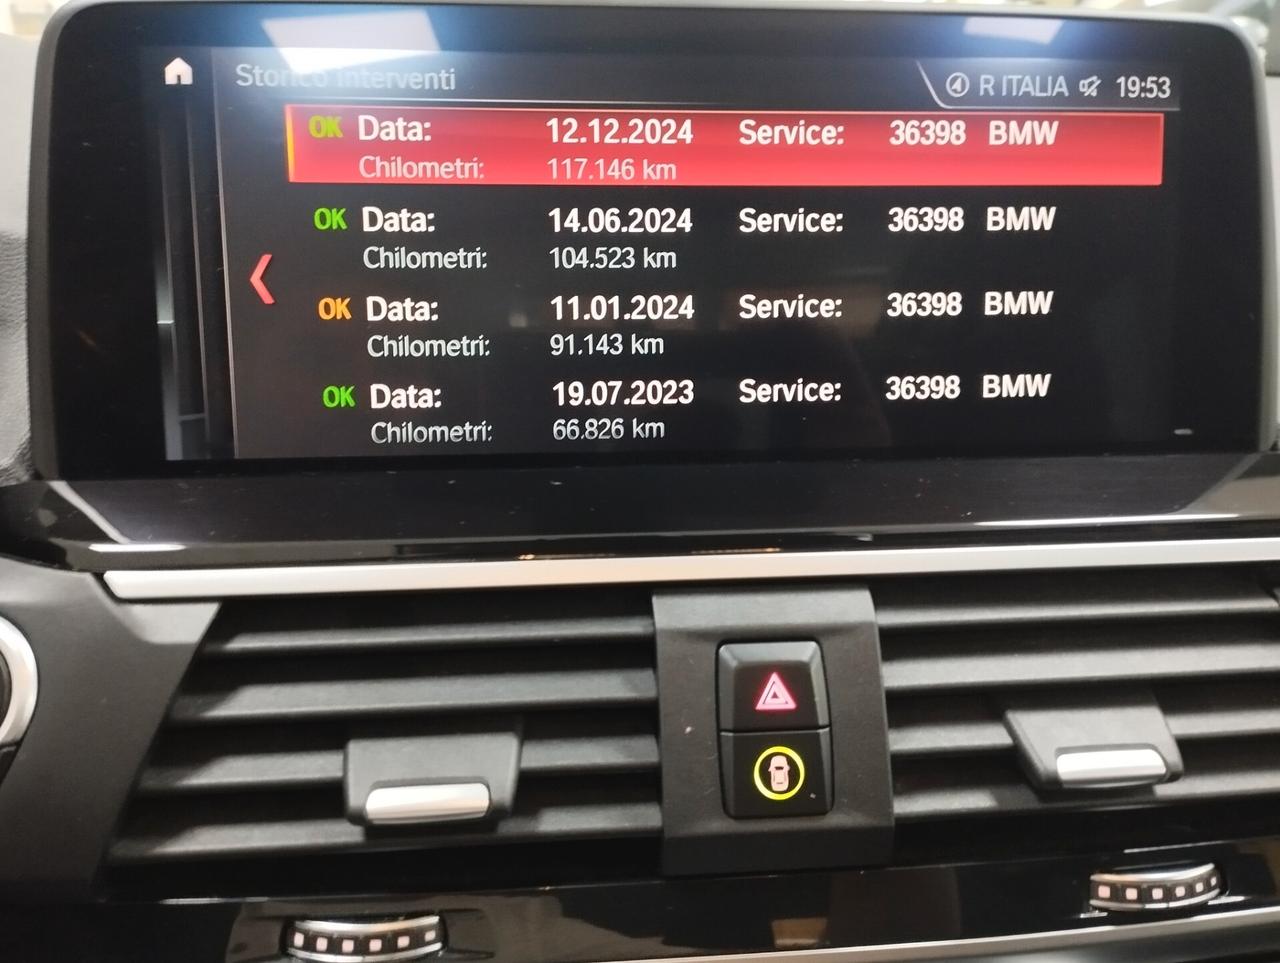 Storico interventi
R ITALIA 19:53
OK Data: 12.12.2024 Service: 36398 BMW
Chilometri: 117.146 km
OK Data: 14.06.2024 Service: 36398 BMW
Chilometri: 104.523 km
OK Data: 11.01.2024 Service: 36398 BMW
Chilometri: 91.143 km
OK Data: 19.07.2023 Service: 36398 BMW
Chilometri: 66.826 km